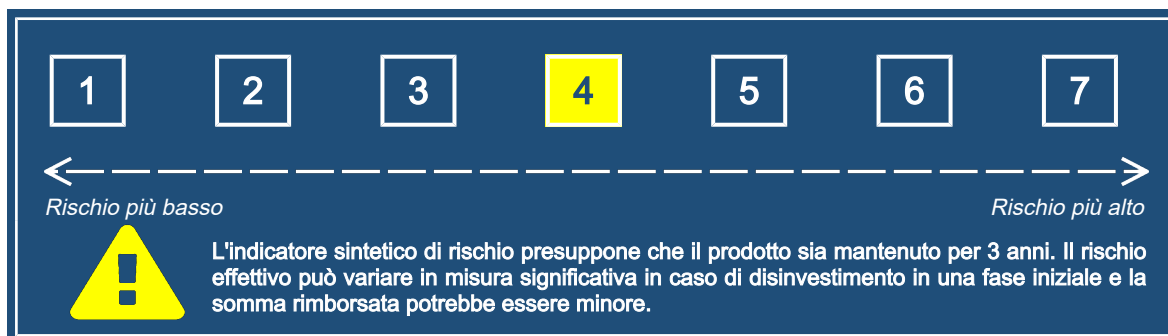 1 2 3 4 5 6 7
Rischio più basso Rischio più alto
L'indicatore sintetico di rischio presuppone che il prodotto sia mantenuto per 3 anni. Il rischio
effettivo può variare in misura significativa in caso di disinvestimento in una fase iniziale e la
somma rimborsata potrebbe essere minore.